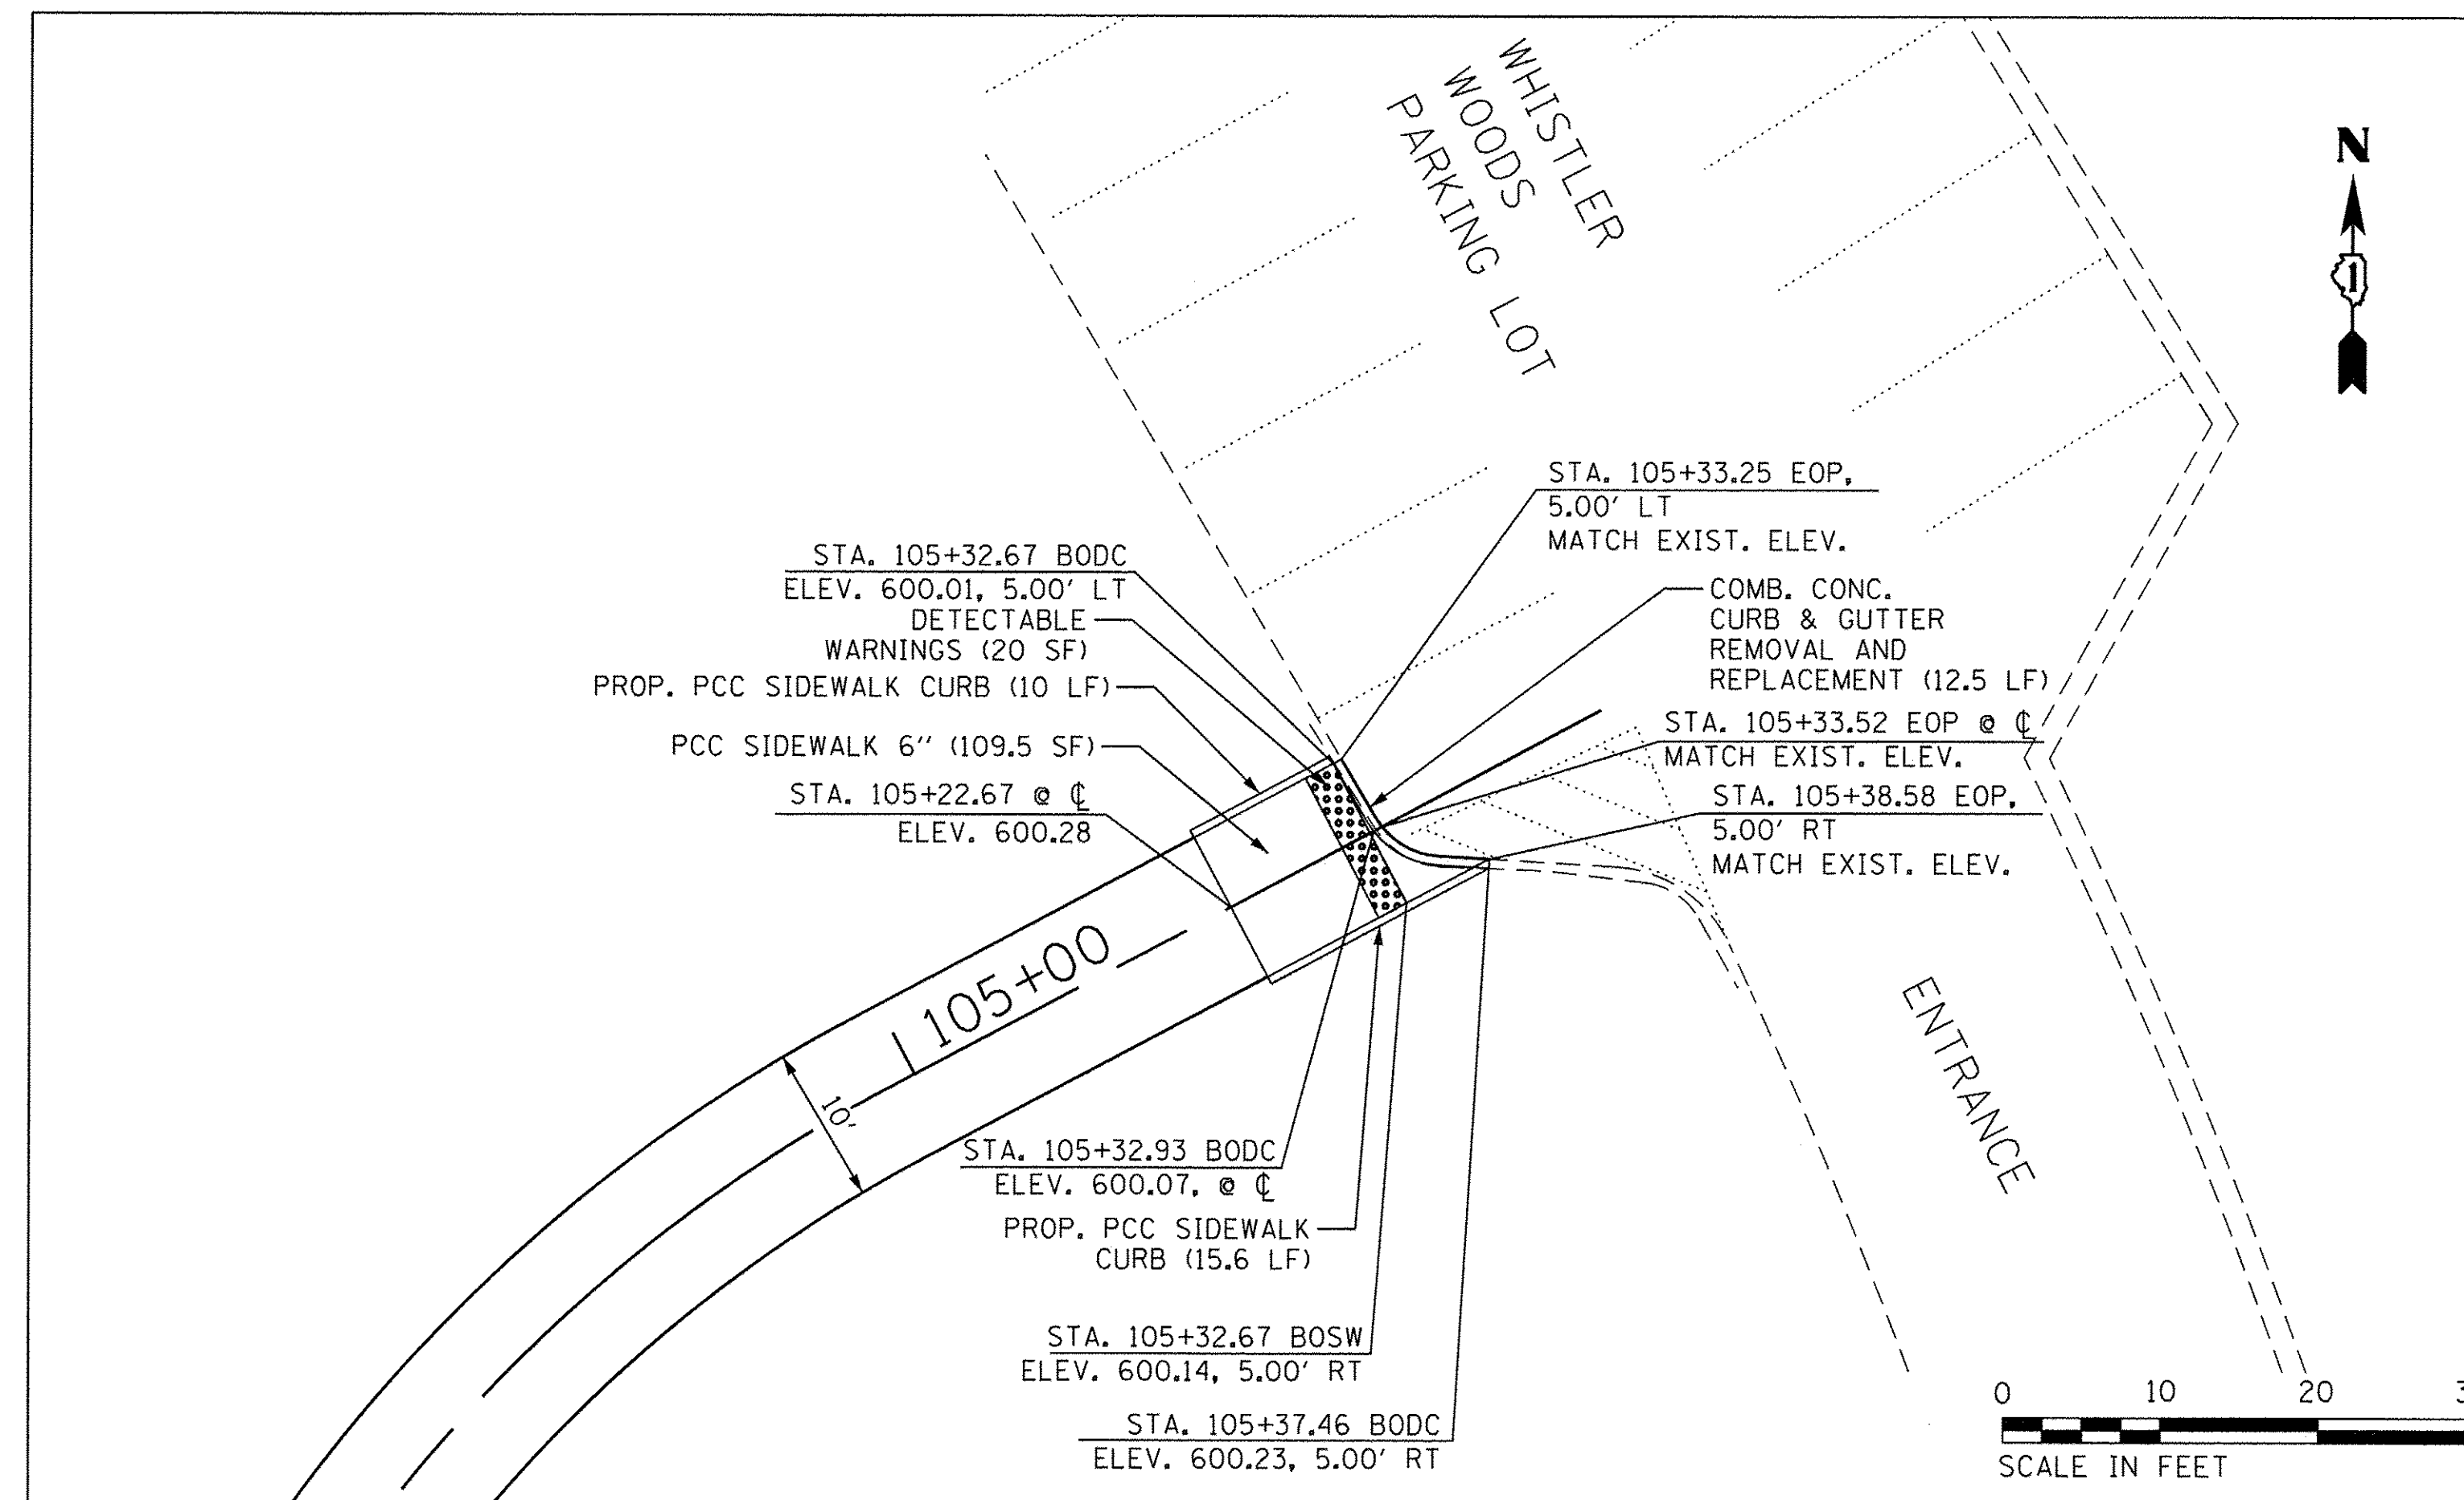 WHISTLER
WOODS
PARKING LOT
N
1
STA. 105+33.25 EOP,
5.00' LT
MATCH EXIST. ELEV.
STA. 105+32.67 BODC
ELEV. 600.01, 5.00' LT
DETECTABLE
WARNINGS (20 SF)
PROP. PCC SIDEWALK CURB (10 LF)
PCC SIDEWALK 6'' (109.5 SF)
STA. 105+22.67 @ ℄
ELEV. 600.28
COMB. CONC.
CURB & GUTTER
REMOVAL AND
REPLACEMENT (12.5 LF)
STA. 105+33.52 EOP @ ℄
MATCH EXIST. ELEV.
STA. 105+38.58 EOP,
5.00' RT
MATCH EXIST. ELEV.
105+00
10'
ENTRANCE
STA. 105+32.93 BODC
ELEV. 600.07, @ ℄
PROP. PCC SIDEWALK
CURB (15.6 LF)
STA. 105+32.67 BOSW
ELEV. 600.14, 5.00' RT
STA. 105+37.46 BODC
ELEV. 600.23, 5.00' RT
0 10 20
SCALE IN FEET